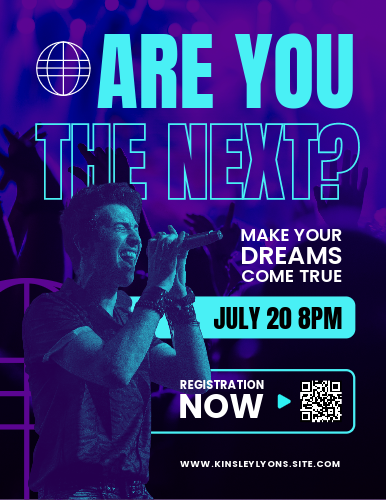 ARE YOU
THE NEXT?
MAKE YOUR
DREAMS
COME TRUE
JULY 20 8PM
REGISTRATION
NOW
WWW.KINSLEYLYONS.SITE.COM